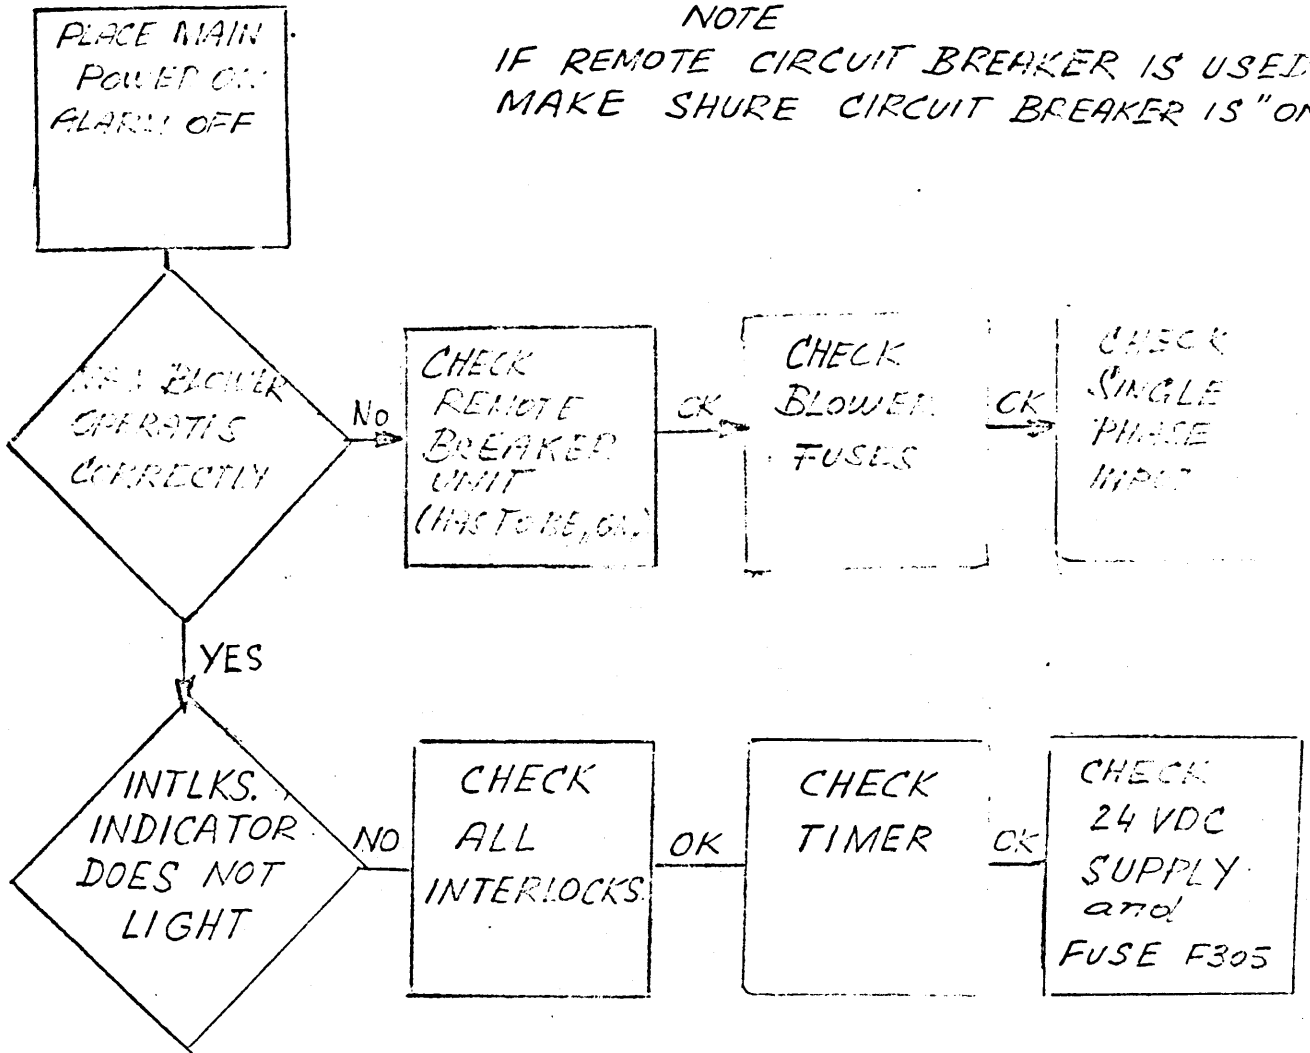 PLACE MAIN
POWER ON
ALARM OFF
NOTE
IF REMOTE CIRCUIT BREAKER IS USED
MAKE SHURE CIRCUIT BREAKER IS "ON
BLOWER
OPERATIS
CORRECTLY
NO
CHECK
REMOTE
BREAKER
UNIT
(HAS TO BE
OK
CHECK
BLOWER
FUSES
OK
CHECK
SINGLE
PHASE
INPUT
YES
INTLKS.
INDICATOR
DOES NOT
LIGHT
NO
CHECK
ALL
INTERLOCKS.
OK
CHECK
TIMER
OK
CHECK
24 VDC
SUPPLY
and
FUSE F305